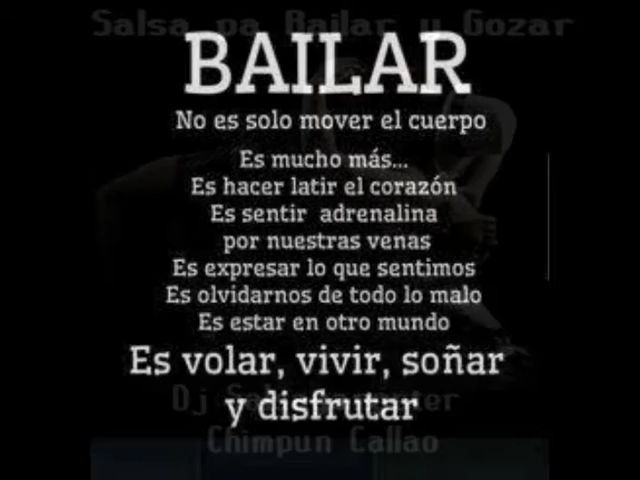 Salsa pa Bailar y Gozar
BAILAR
No es solo mover el cuerpo
Es mucho más...
Es hacer latir el corazón
Es sentir adrenalina
por nuestras venas
Es expresar lo que sentimos
Es olvidarnos de todo lo malo
Es estar en otro mundo
Es volar, vivir, soñar
y disfrutar
Dj
Chimpun Callao